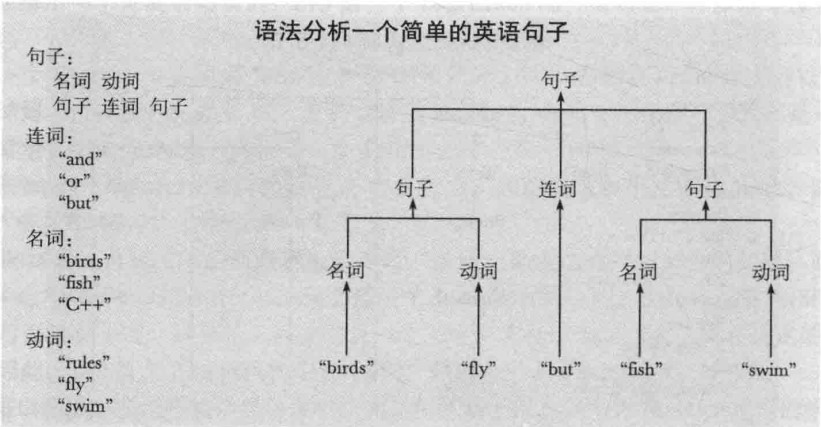 语法分析一个简单的英语句子
句子：
名词 动词
句子 连词 句子
连词：
“and”
“or”
“but”
名词：
“birds”
“fish”
“C++”
动词：
“rules”
“fly”
“swim”
句子
句子 连词 句子
名词 动词 名词 动词
“birds” “fly” “but” “fish” “swim”